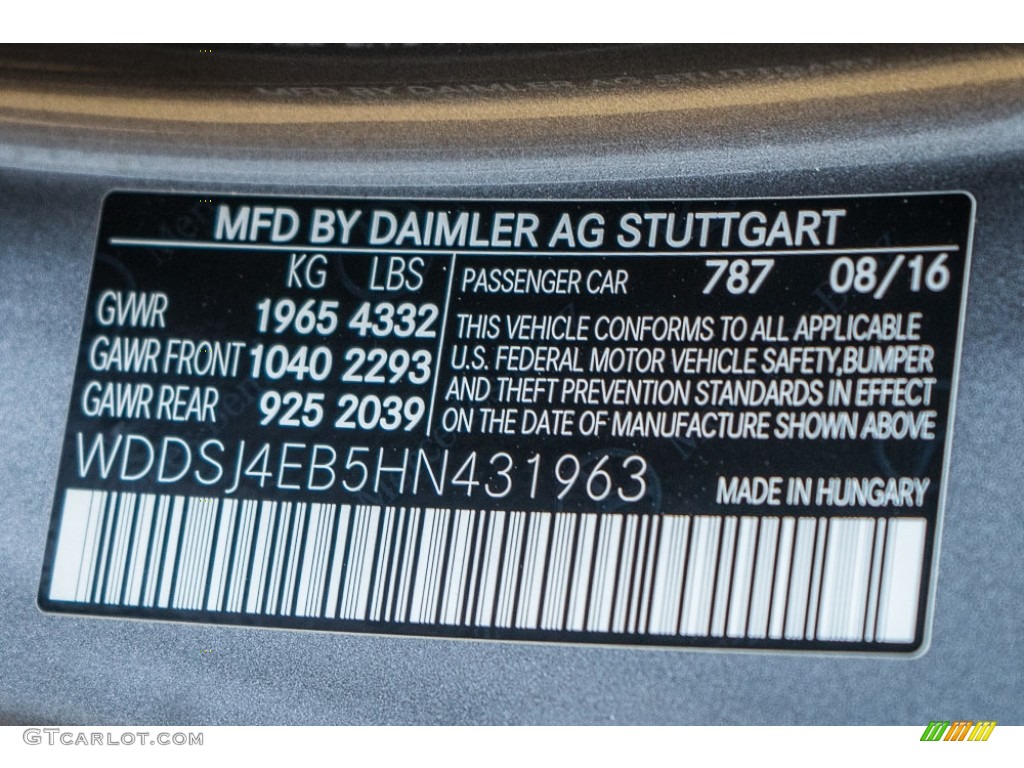 MFD BY DAIMLER AG STUTTGART
KG LBS
GVWR 1965 4332
GAWR FRONT 1040 2293
GAWR REAR 925 2039
PASSENGER CAR 787 08/16
THIS VEHICLE CONFORMS TO ALL APPLICABLE
U.S. FEDERAL MOTOR VEHICLE SAFETY,BUMPER
AND THEFT PREVENTION STANDARDS IN EFFECT
ON THE DATE OF MANUFACTURE SHOWN ABOVE
WDDSJ4EB5HN431963
MADE IN HUNGARY
GTCARLOT.COM